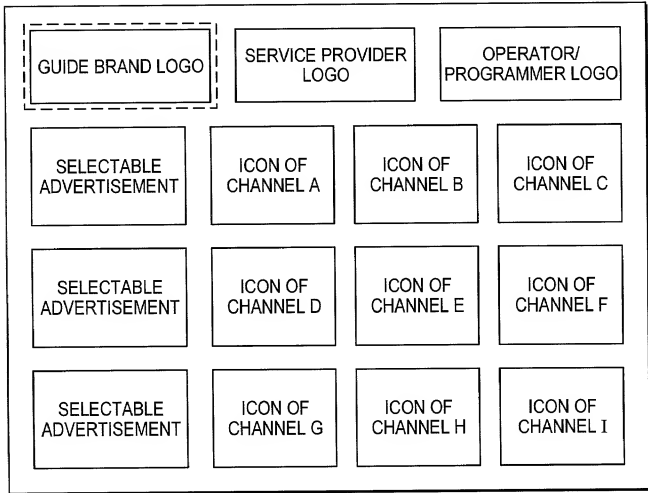 GUIDE BRAND LOGO
SERVICE PROVIDER
LOGO
OPERATOR/
PROGRAMMER LOGO
SELECTABLE
ADVERTISEMENT
ICON OF
CHANNEL A
ICON OF
CHANNEL B
ICON OF
CHANNEL C
SELECTABLE
ADVERTISEMENT
ICON OF
CHANNEL D
ICON OF
CHANNEL E
ICON OF
CHANNEL F
SELECTABLE
ADVERTISEMENT
ICON OF
CHANNEL G
ICON OF
CHANNEL H
ICON OF
CHANNEL I